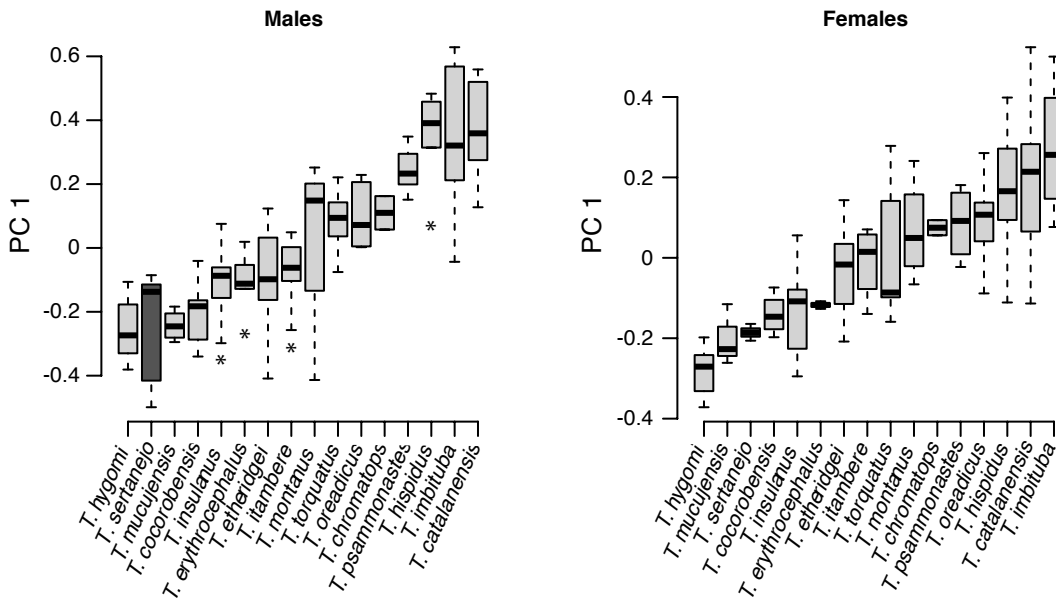 Males
PC 1
0.6
0.4
0.2
0
-0.2
-0.4
*
*
*
*
T. hygomi
T. sertanejo
T. mucujensis
T. cocorobensis
T. insulanus
T. erythrocephalus
T. etheridgei
T. itambere
T. montanus
T. torquatus
T. oreadicus
T. chromatops
T. psammonastes
T. hispidus
T. imbituba
T. catalanensis
Females
PC 1
0.4
0.2
0
-0.2
-0.4
T. hygomi
T. mucujensis
T. sertanejo
T. cocorobensis
T. insulanus
T. erythrocephalus
T. etheridgei
T. itambere
T. torquatus
T. montanus
T. chromatops
T. psammonastes
T. oreadicus
T. hispidus
T. catalanensis
T. imbituba